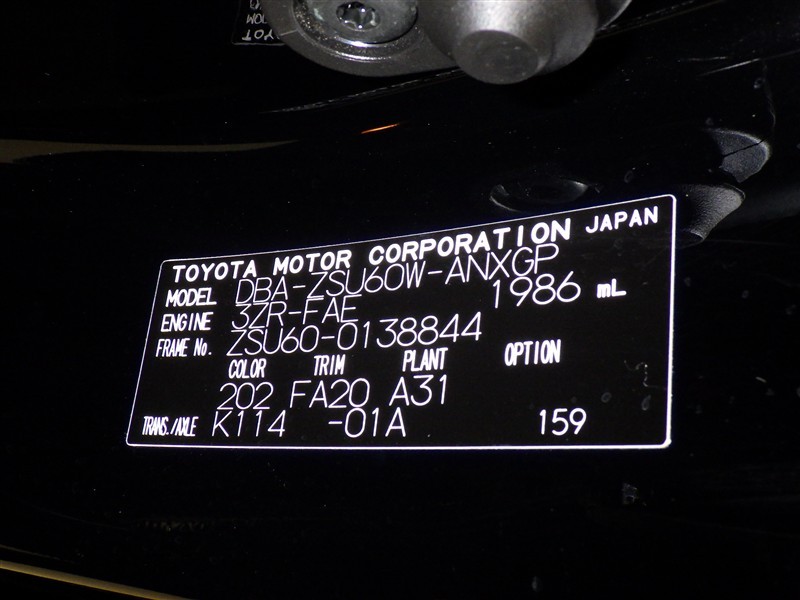 TOYOTA MOTOR CORPORATION JAPAN
MODEL DBA-ZSU60W-ANXGP
ENGINE 3ZR-FAE 1986 mL
FRAME No. ZSU60-0138844
COLOR TRIM PLANT OPTION
202 FA20 A31
TRANS./AXLE K114 -01A 159